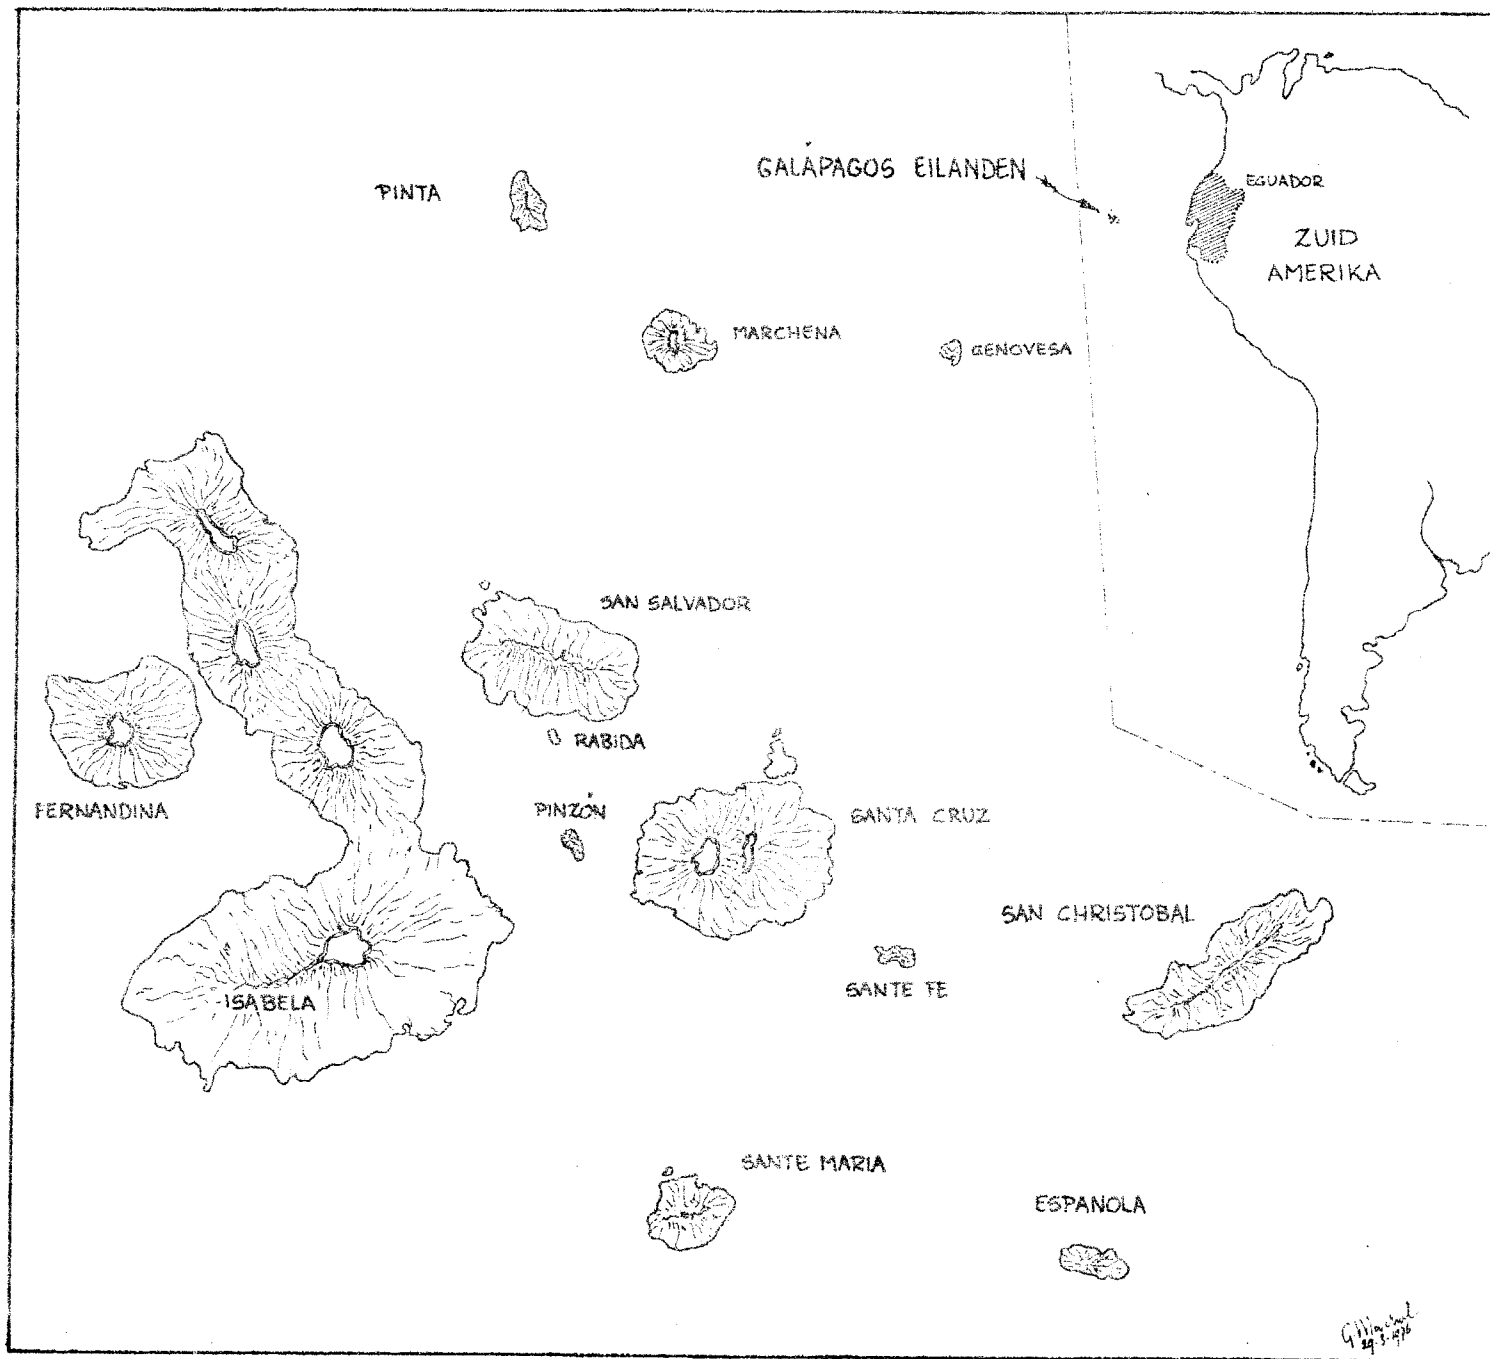 GALÁPAGOS EILANDEN
EGUADOR
ZUID
AMERIKA
PINTA
MARCHENA
GENOVESA
SAN SALVADOR
RABIDA
FERNANDINA
PINZÓN
SANTA CRUZ
SAN CHRISTOBAL
SANTE FE
ISABELA
SANTE MARIA
ESPANOLA